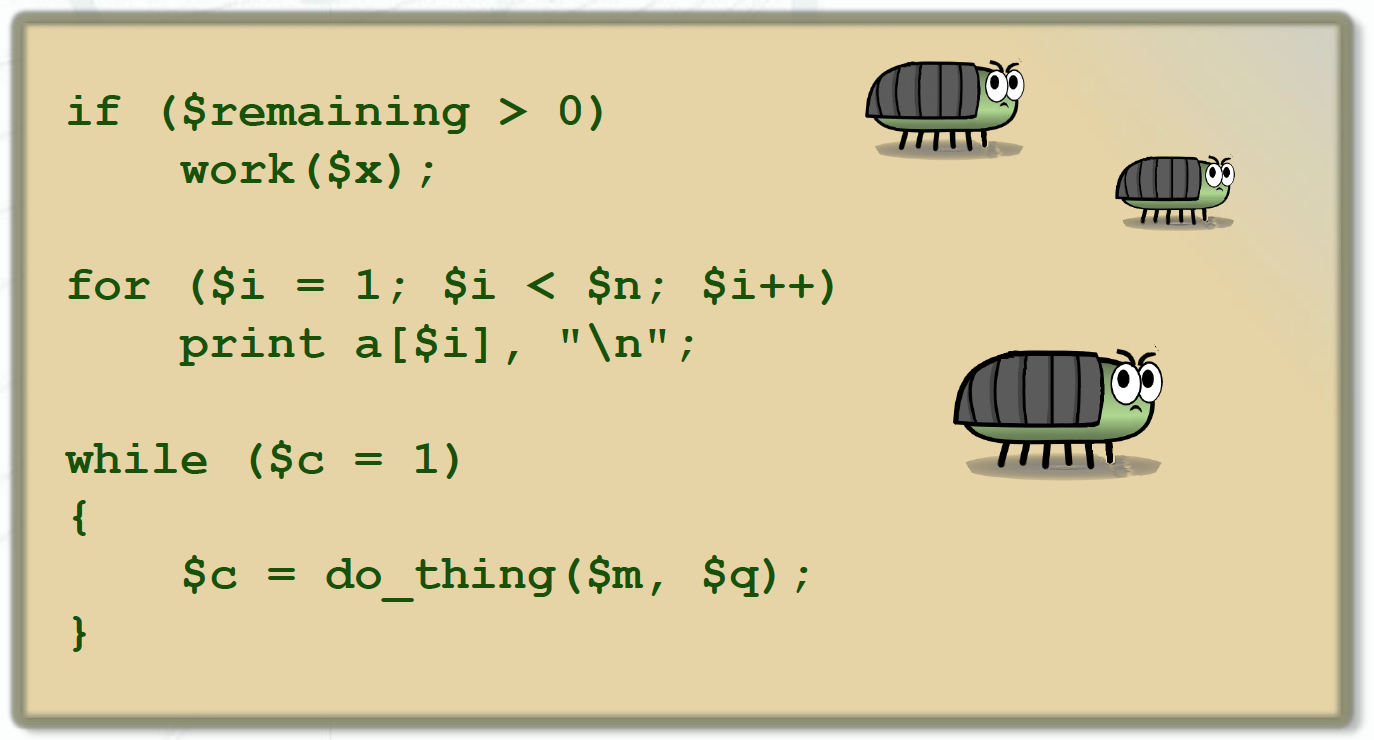 if ($remaining > 0)
    work($x);
for ($i = 1; $i < $n; $i++)
    print a[$i], "\n";
while ($c = 1)
{
    $c = do_thing($m, $q);
}